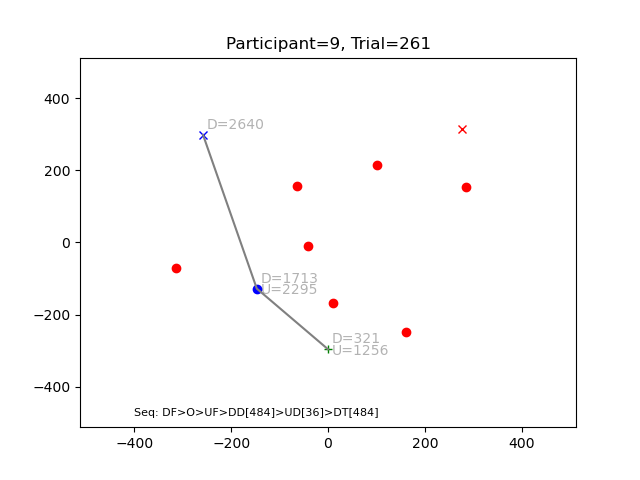 Participant=9, Trial=261
400
200
0
−200
−400
D=2640
D=1713
U=2295
D=321
U=1256
Seq: DF>O>UF>DD[484]>UD[36]>DT[484]
−400 −200 0 200 400